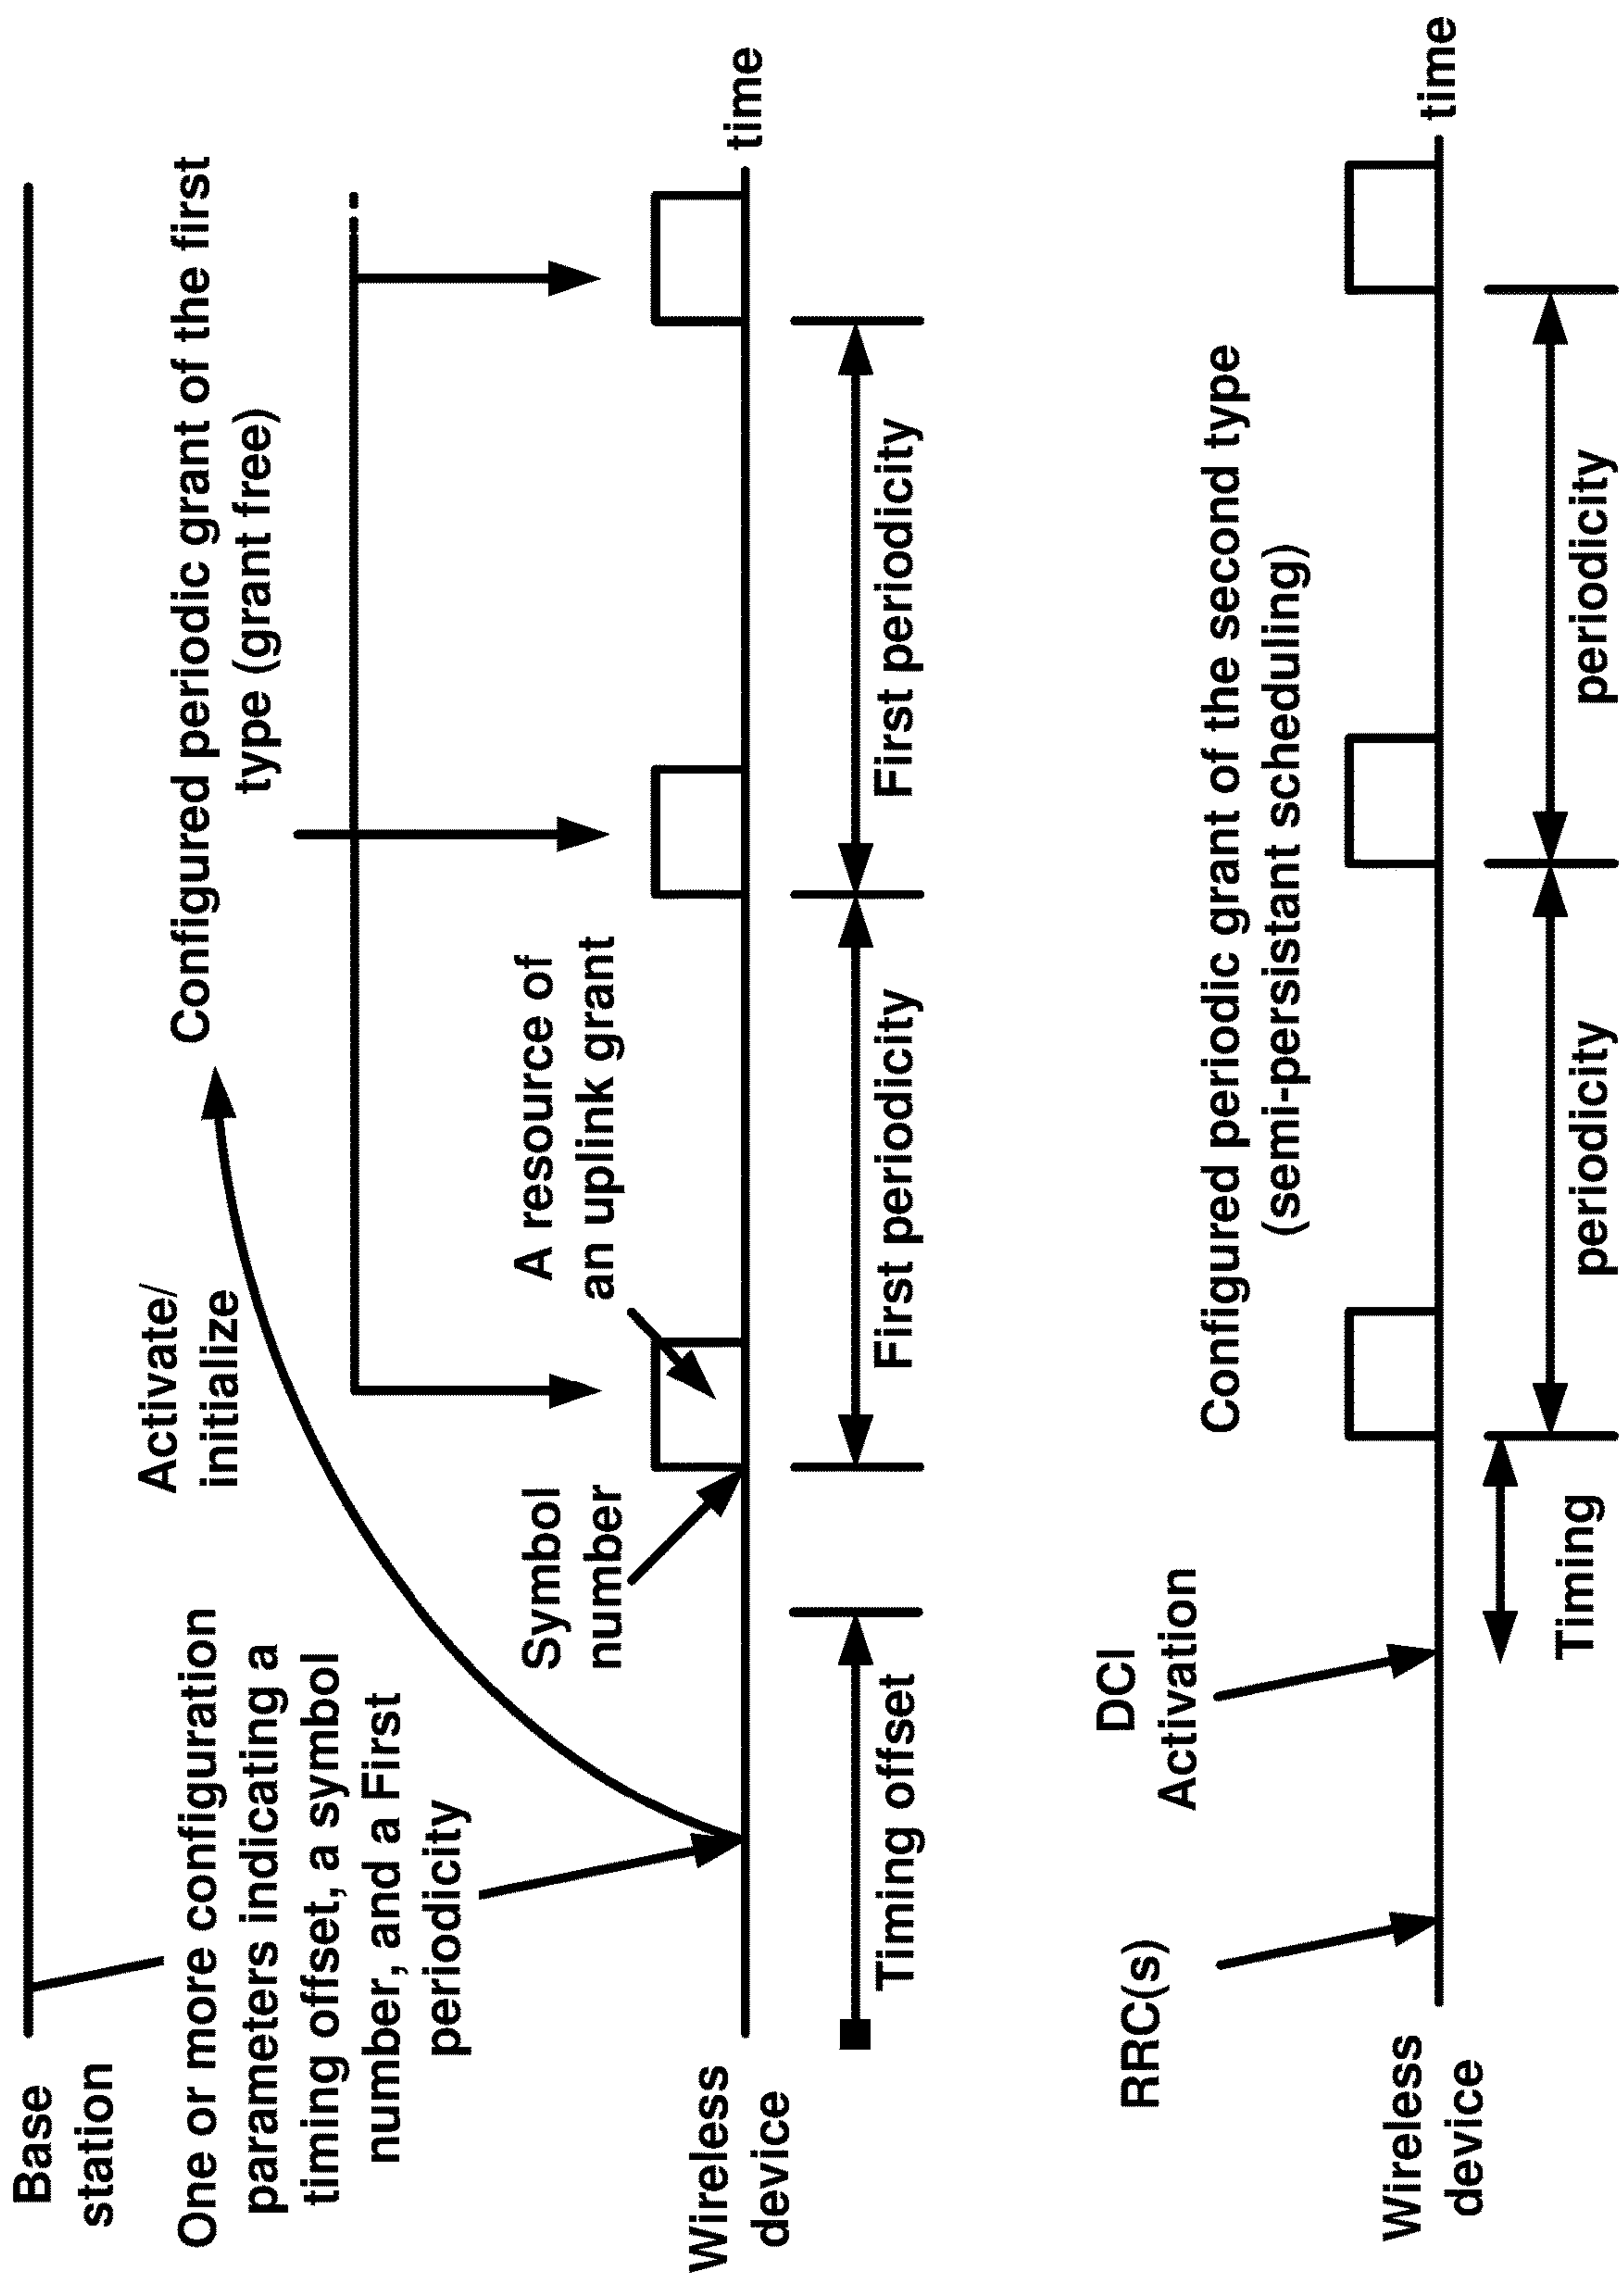 Base
station
One or more configuration
parameters indicating a
timing offset, a symbol
number, and a First
periodicity
Activate/
initialize
Configured periodic grant of the first
type (grant free)
Symbol
number
A resource of
an uplink grant
Wireless
device
time
Timing offset
First periodicity
First periodicity
RRC(s)
DCI
Activation
Configured periodic grant of the second type
(semi-persistant scheduling)
Wireless
device
time
Timing
periodicity
periodicity